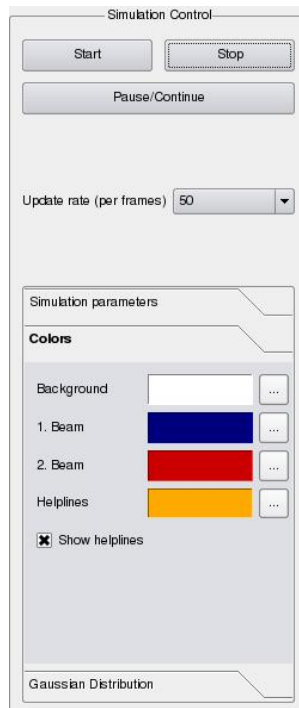 Simulation Control
Start Stop
Pause/Continue
Update rate (per frames) 50
Simulation parameters
Colors
Background ...
1. Beam ...
2. Beam ...
Helplines ...
Show helplines
Gaussian Distribution